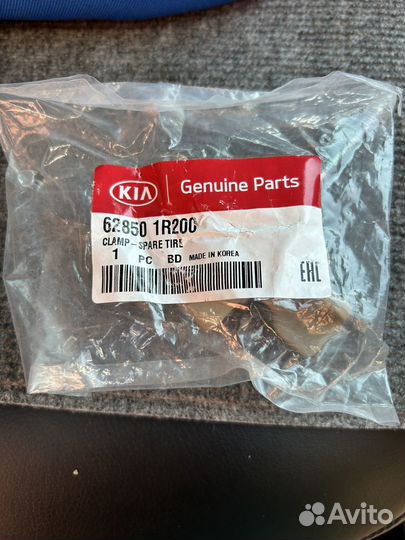 KIA Genuine Parts
62850 1R200
CLAMP-SPARE TIRE
1 PC BD MADE IN KOREA
EAC
Avito